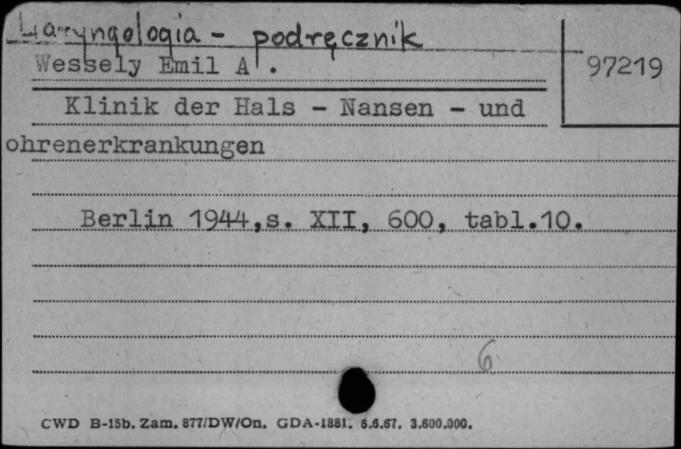 Laryngologia - podręcznik
Wessely Emil A.
97219
Klinik der Hals - Nansen - und
ohrenerkrankungen
Berlin 1944,s. XII, 600, tabl.10.
6
CWD B-15b. Zam. 877/DW/On. GDA-1881. 6.6.67. 3.600.000.